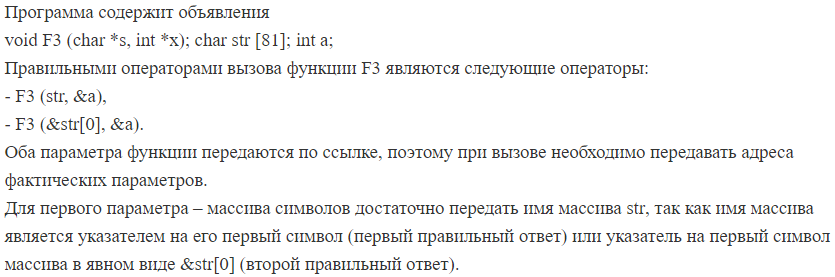 Программа содержит объявления
void F3 (char *s, int *x); char str [81]; int a;
Правильными операторами вызова функции F3 являются следующие операторы:
- F3 (str, &a),
- F3 (&str[0], &a).
Оба параметра функции передаются по ссылке, поэтому при вызове необходимо передавать адреса
фактических параметров.
Для первого параметра – массива символов достаточно передать имя массива str, так как имя массива
является указателем на его первый символ (первый правильный ответ) или указатель на первый символ
массива в явном виде &str[0] (второй правильный ответ).